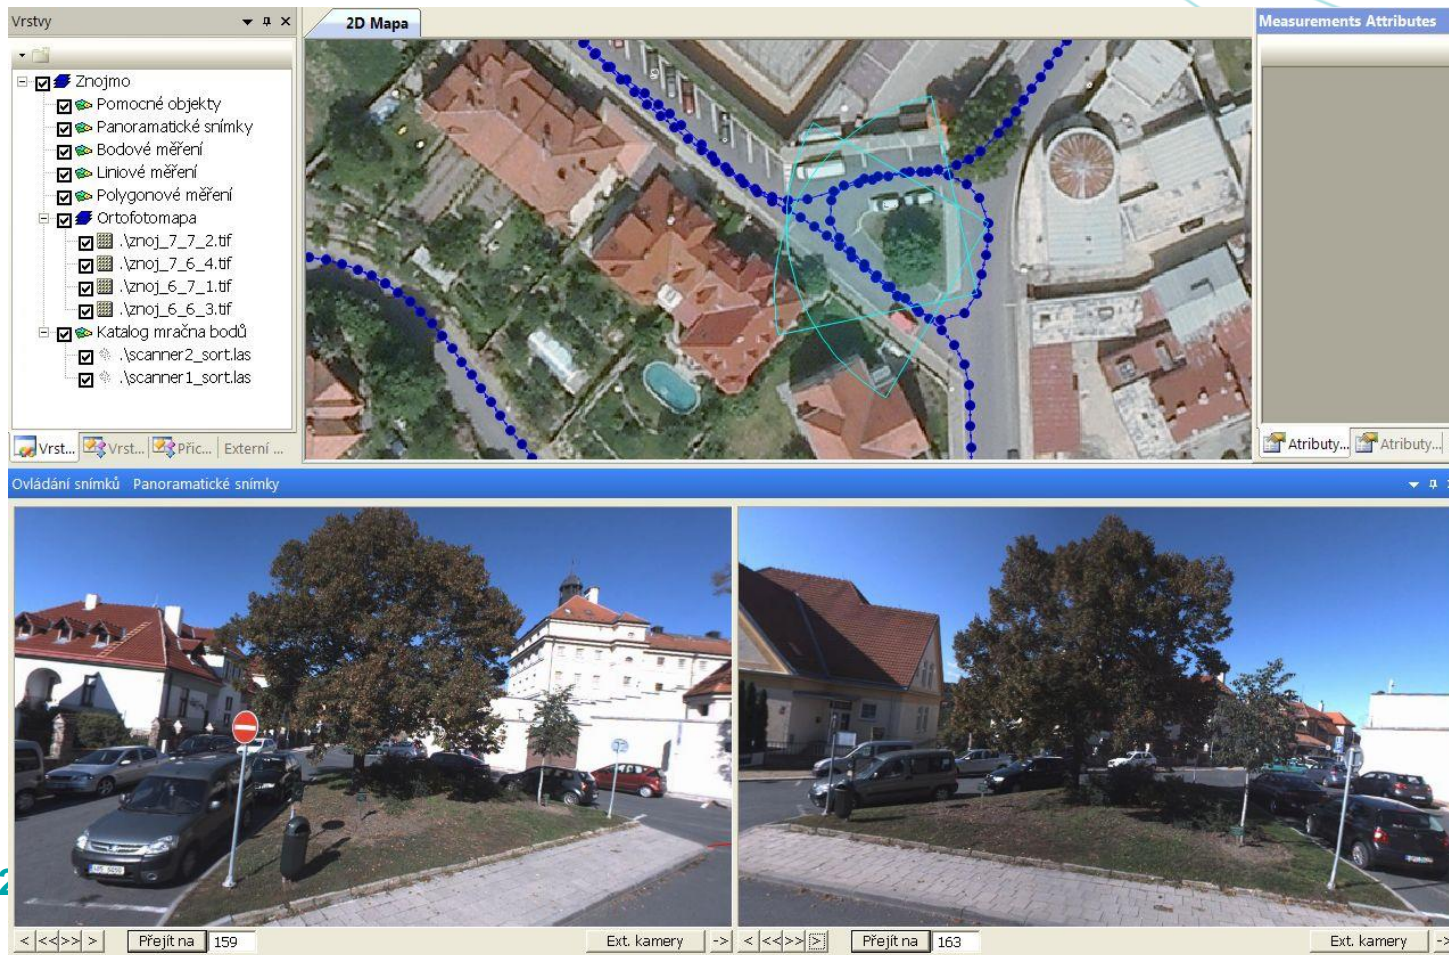 Vrstvy
2D Mapa
Measurements Attributes
Znojmo
Pomocné objekty
Panoramatické snímky
Bodové měření
Liniové měření
Polygonové měření
Ortofotomapa
.\znoj_7_7_2.tif
.\znoj_7_6_4.tif
.\znoj_6_7_1.tif
.\znoj_6_6_3.tif
Katalog mračna bodů
.\scanner2_sort.las
.\scanner1_sort.las
Vrst... Vrst... Přic... Externí ...
Atributy... Atributy...
Ovládání snímků Panoramatické snímky
2
< << >> > Přejít na 159 Ext. kamery ->
< << >> > Přejít na 163 Ext. kamery ->